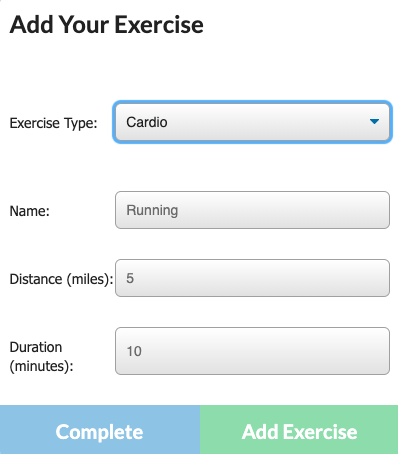 Add Your Exercise
Exercise Type: Cardio
Name: Running
Distance (miles): 5
Duration
(minutes): 10
Complete Add Exercise